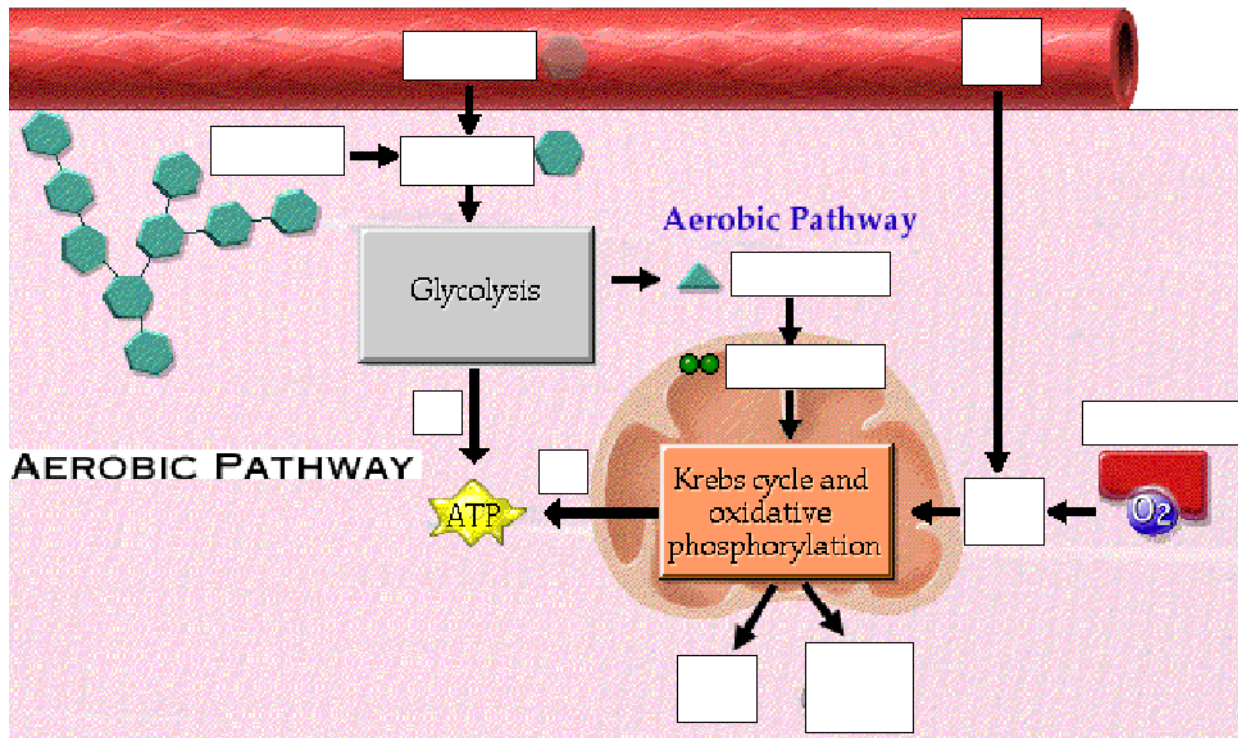 Aerobic Pathway
Glycolysis
AEROBIC PATHWAY
Krebs cycle and
oxidative
phosphorylation
ATP
O2